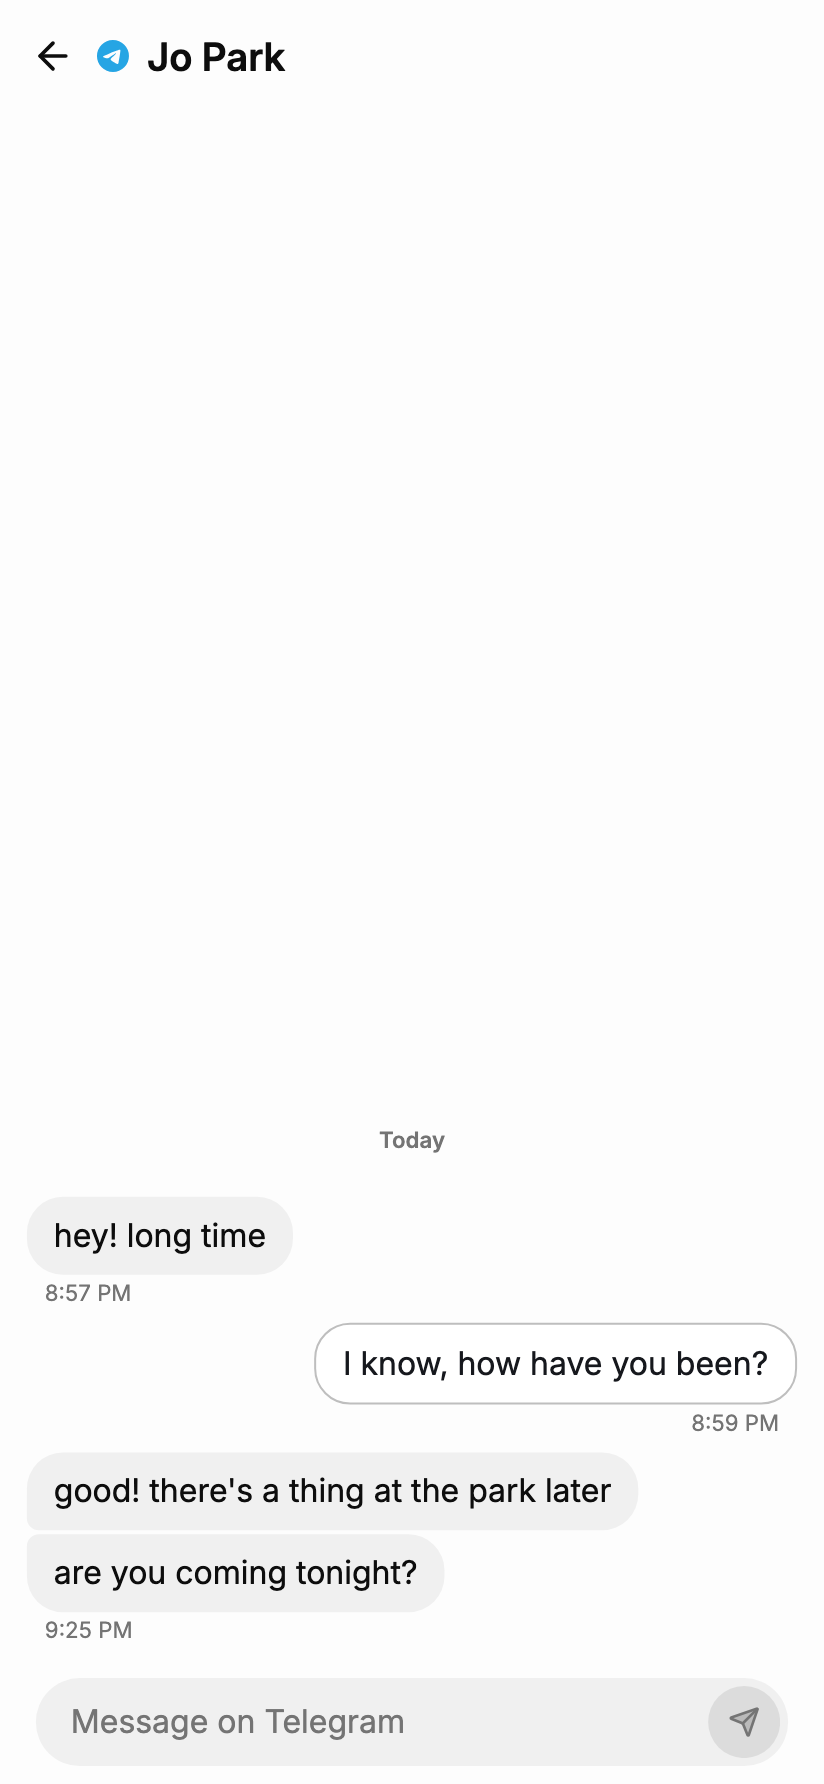 Jo Park
Today
hey! long time
8:57 PM
I know, how have you been?
8:59 PM
good! there's a thing at the park later
are you coming tonight?
9:25 PM
Message on Telegram